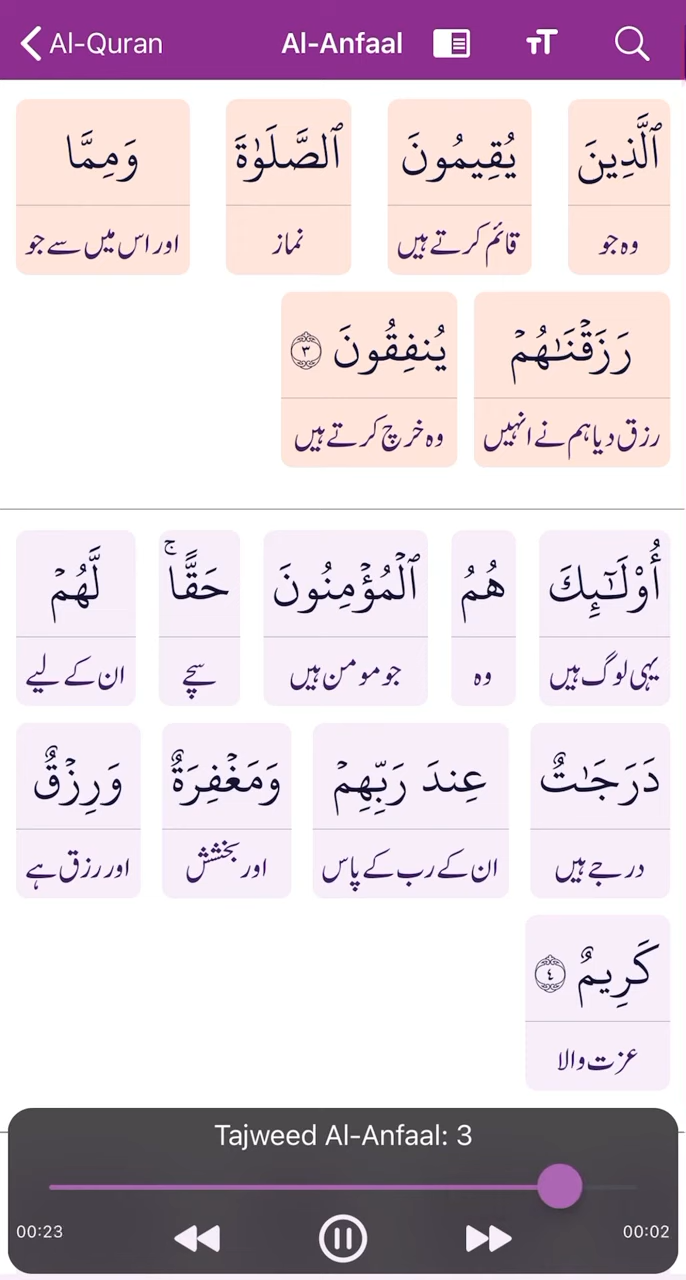 Al-Quran Al-Anfaal TT
ٱلَّذِينَ يُقِيمُونَ ٱلصَّلَوٰةَ وَمِمَّا
وہ جو قائم کرتے ہیں نماز اور اس میں سے جو
رَزَقْنَـٰهُمْ يُنفِقُونَ ٣
رزق دیا ہم نے انہیں وہ خرچ کرتے ہیں
أُو۟لَـٰٓئِكَ هُمُ ٱلْمُؤْمِنُونَ حَقًّۭا ۚ لَّهُمْ
یہی لوگ ہیں وہ جو مومن ہیں سچے ان کے لیے
دَرَجَـٰتٌ عِندَ رَبِّهِمْ وَمَغْفِرَةٌۭ وَرِزْقٌۭ
درجے ہیں ان کے رب کے پاس اور بخشش اور رزق ہے
كَرِيمٌۭ ٤
عزت والا
Tajweed Al-Anfaal: 3
00:23 00:02